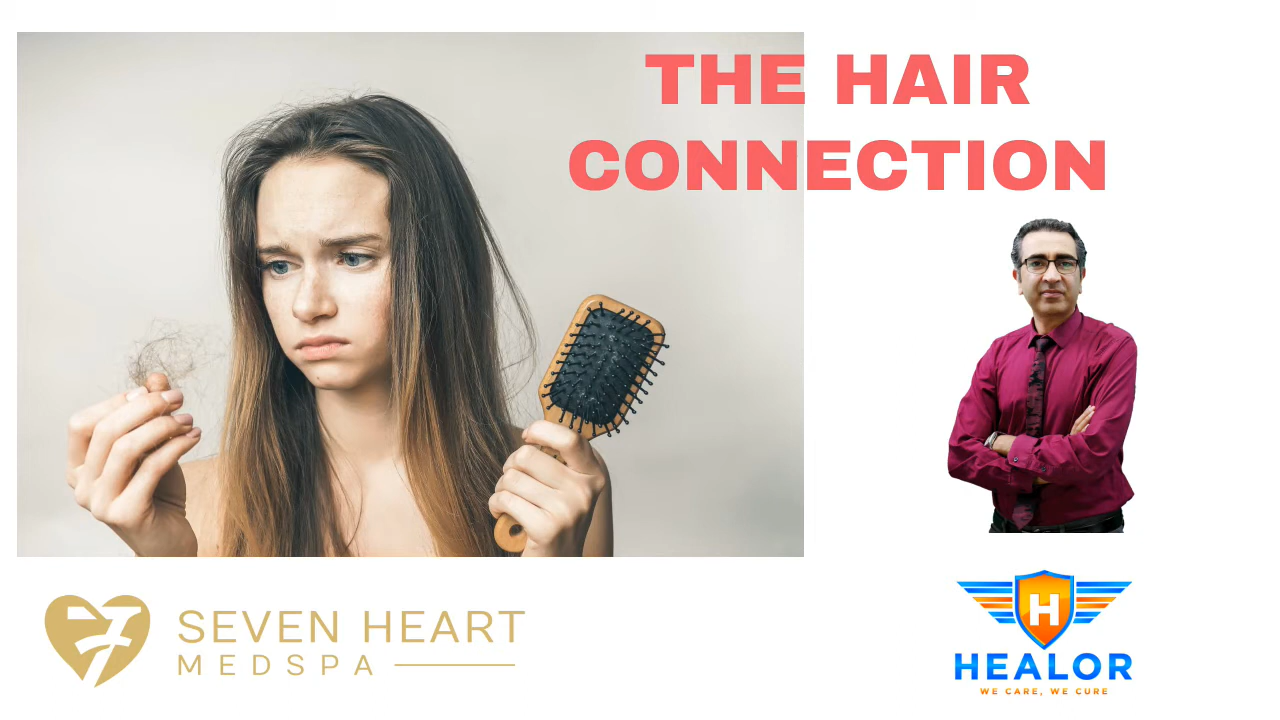 THE HAIR
CONNECTION
SEVEN HEART
MEDSPA
H
HEALOR
WE CARE, WE CURE